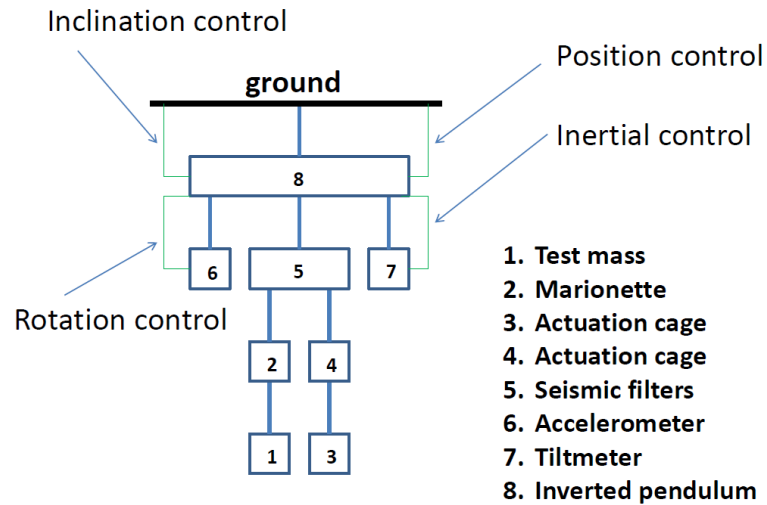 Inclination control
Position control
ground
Inertial control
8
6
5
7
Rotation control
2
4
1
3
1. Test mass
2. Marionette
3. Actuation cage
4. Actuation cage
5. Seismic filters
6. Accelerometer
7. Tiltmeter
8. Inverted pendulum